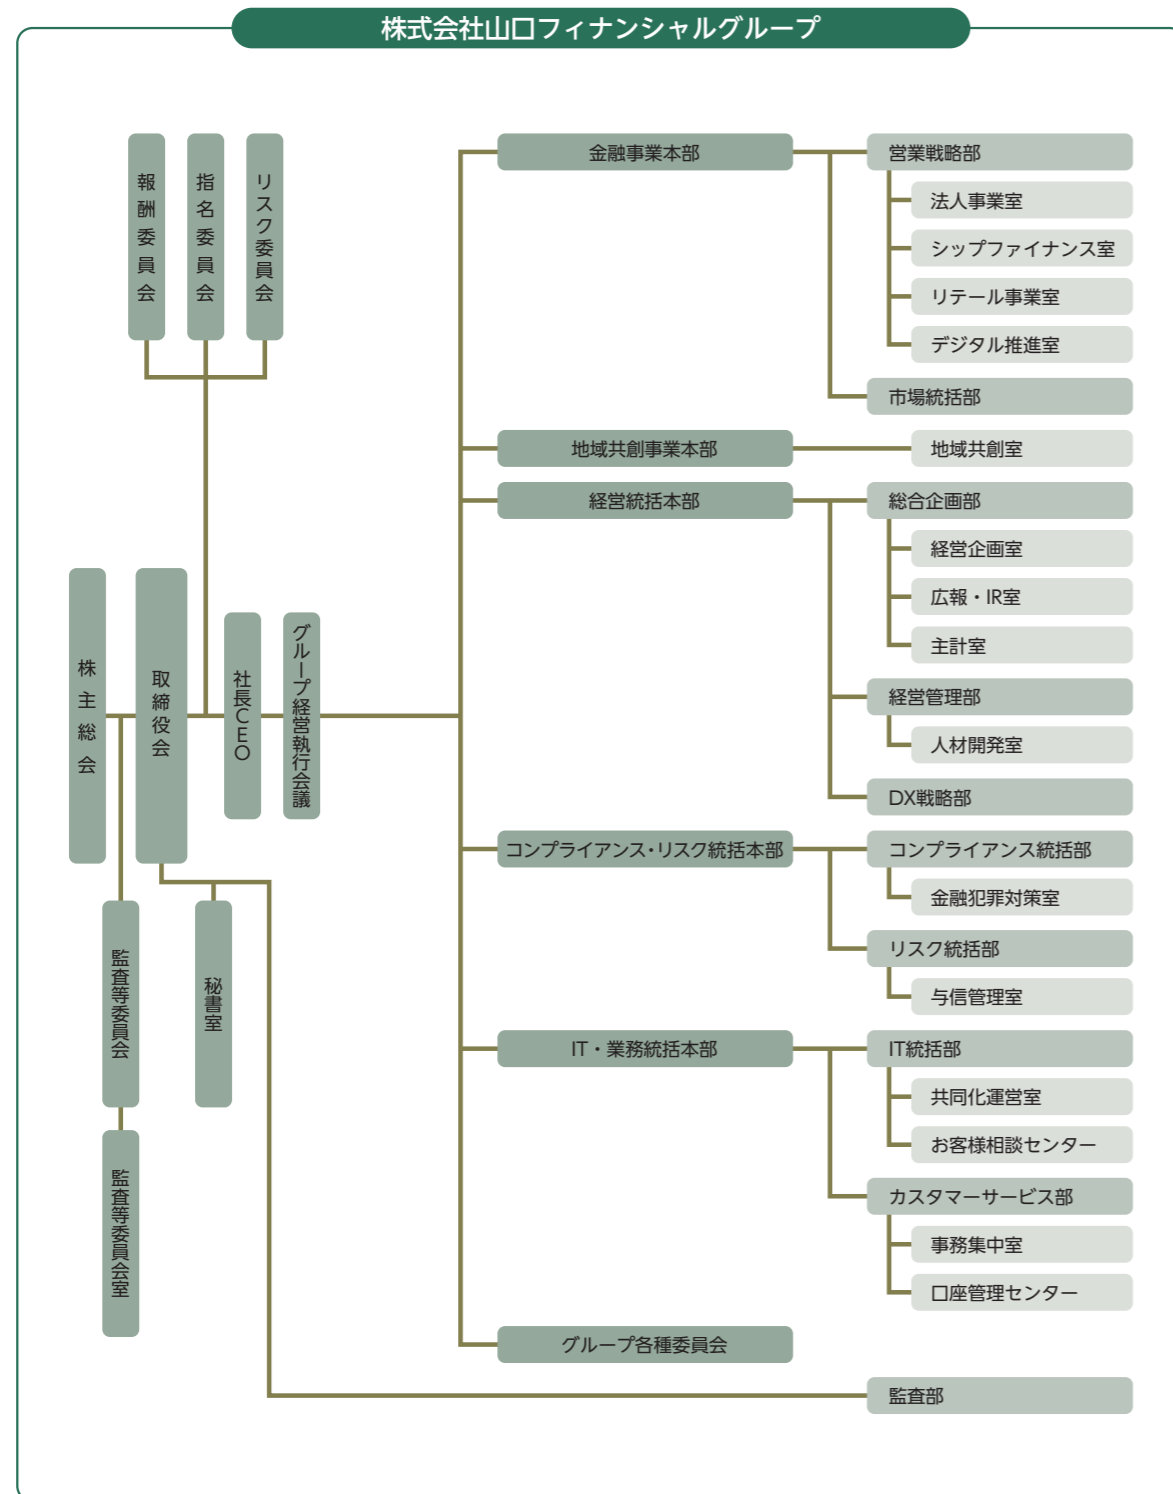 株式会社山口フィナンシャルグループ
報酬委員会
指名委員会
リスク委員会
株主総会
取締役会
社長CEO
グループ経営執行会議
監査等委員会
監査等委員会室
秘書室
金融事業本部
営業戦略部
法人事業室
シップファイナンス室
リテール事業室
デジタル推進室
市場統括部
地域共創事業本部
地域共創室
経営統括本部
総合企画部
経営企画室
広報・IR室
主計室
経営管理部
人材開発室
DX戦略部
コンプライアンス・リスク統括本部
コンプライアンス統括部
金融犯罪対策室
リスク統括部
与信管理室
IT・業務統括本部
IT統括部
共同化運営室
お客様相談センター
カスタマーサービス部
事務集中室
口座管理センター
グループ各種委員会
監査部